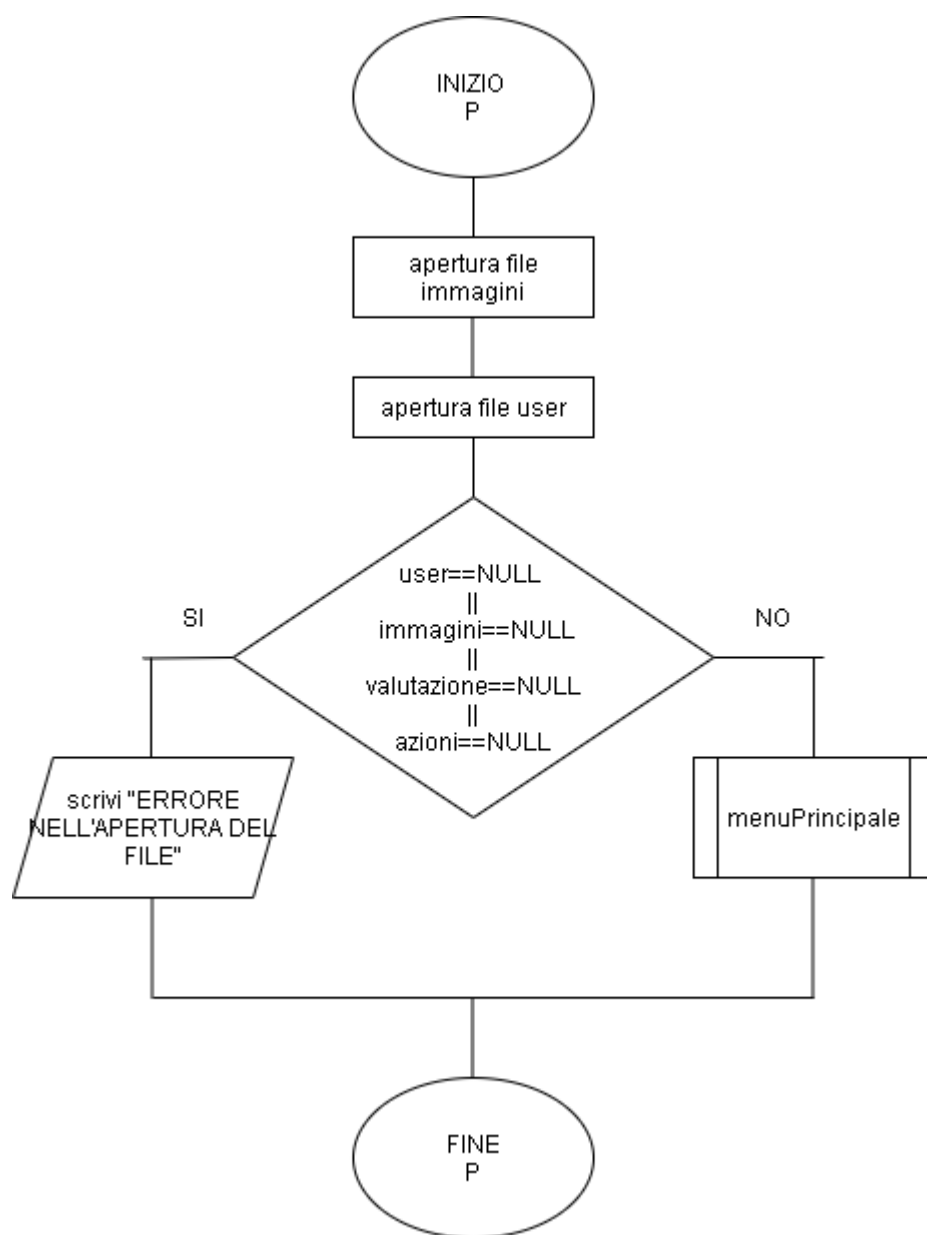 INIZIO
P
apertura file
immagini
apertura file user
user==NULL
||
immagini==NULL
||
valutazione==NULL
||
azioni==NULL
SI
NO
scrivi "ERRORE
NELL'APERTURA DEL
FILE"
menuPrincipale
FINE
P